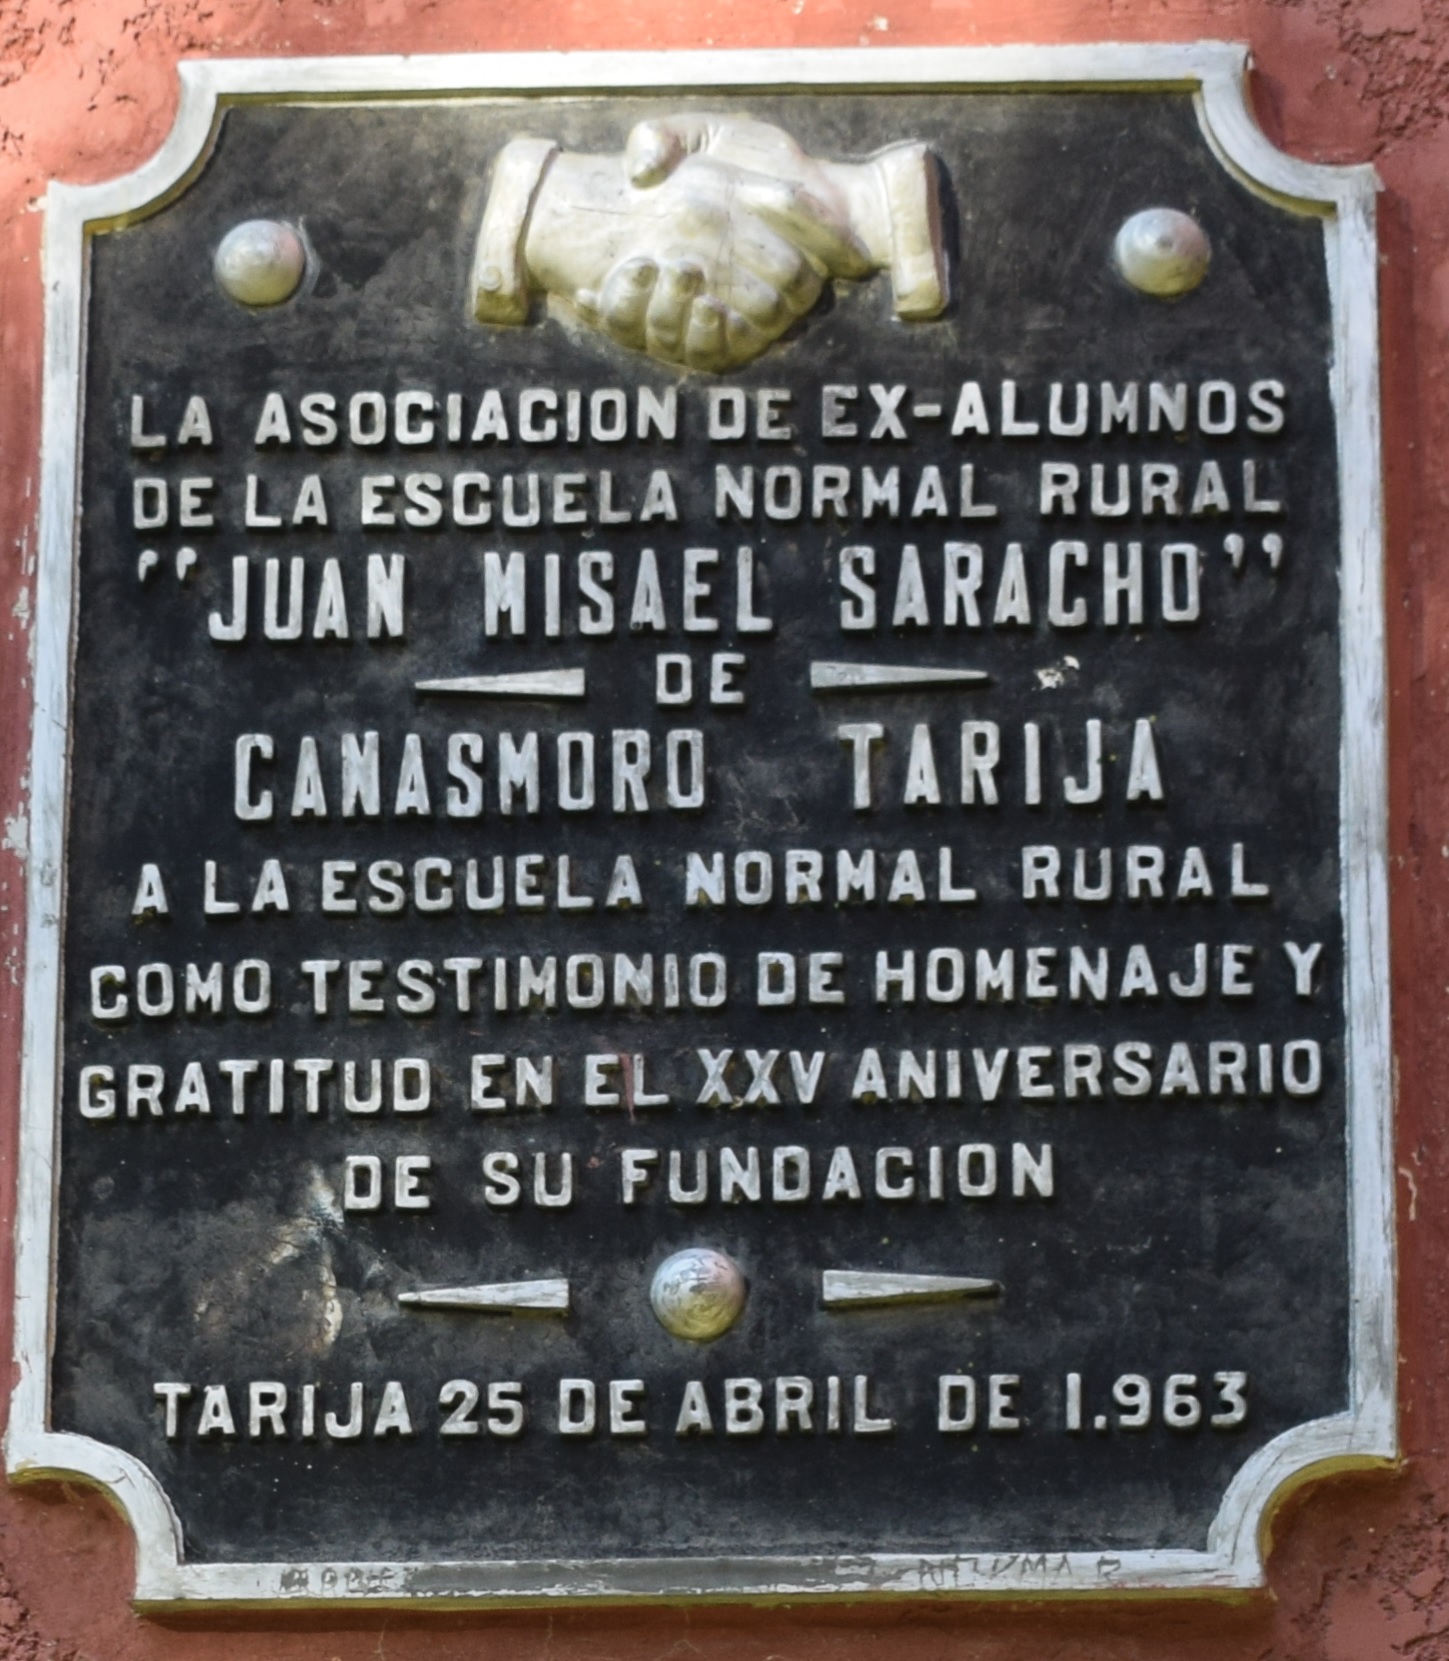 LA ASOCIACION DE EX-ALUMNOS
DE LA ESCUELA NORMAL RURAL
"JUAN MISAEL SARACHO"
DE
CANASMORO TARIJA
A LA ESCUELA NORMAL RURAL
COMO TESTIMONIO DE HOMENAJE Y
GRATITUD EN EL XXV ANIVERSARIO
DE SU FUNDACION
TARIJA 25 DE ABRIL DE 1.963